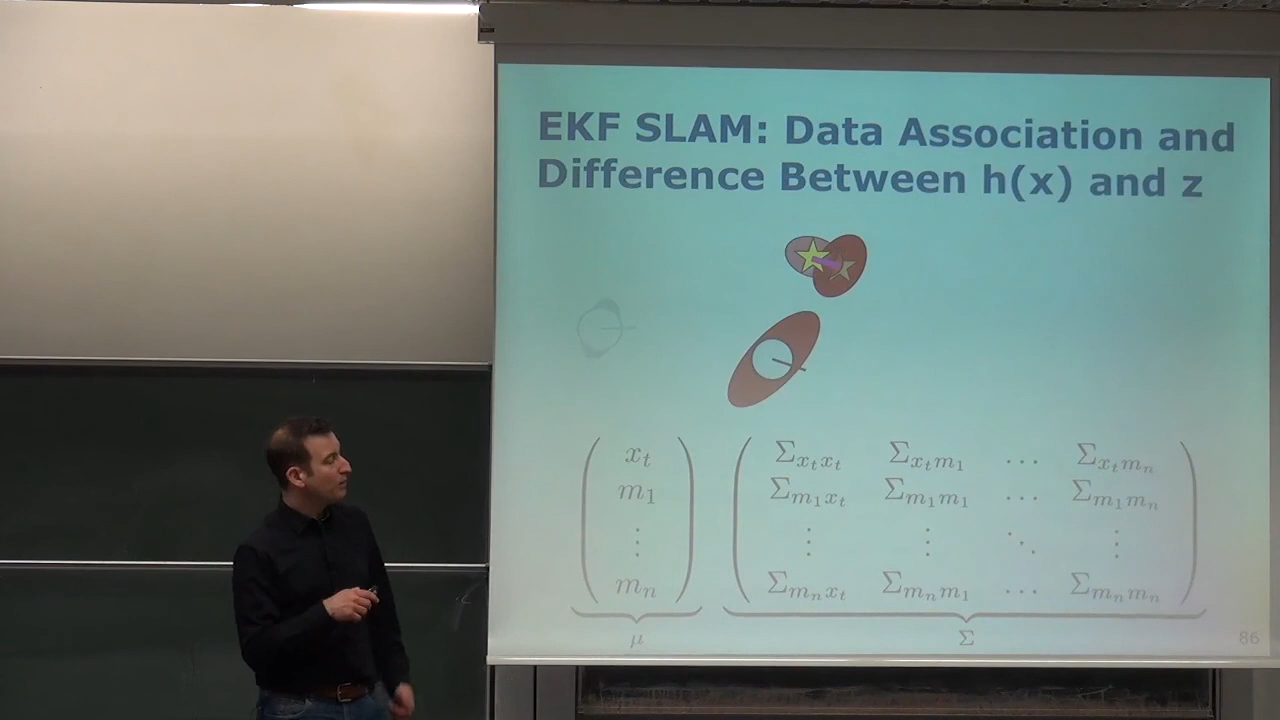 EKF SLAM: Data Association and
Difference Between h(x) and z
( x_t ) ( Σ_{x_t x_t} Σ_{x_t m_1} … Σ_{x_t m_n} )
( m_1 ) ( Σ_{m_1 x_t} Σ_{m_1 m_1} … Σ_{m_1 m_n} )
( ⋮ ) ( ⋮ ⋮ ⋱ ⋮ )
( m_n ) ( Σ_{m_n x_t} Σ_{m_n m_1} … Σ_{m_n m_n} )
μ Σ
86